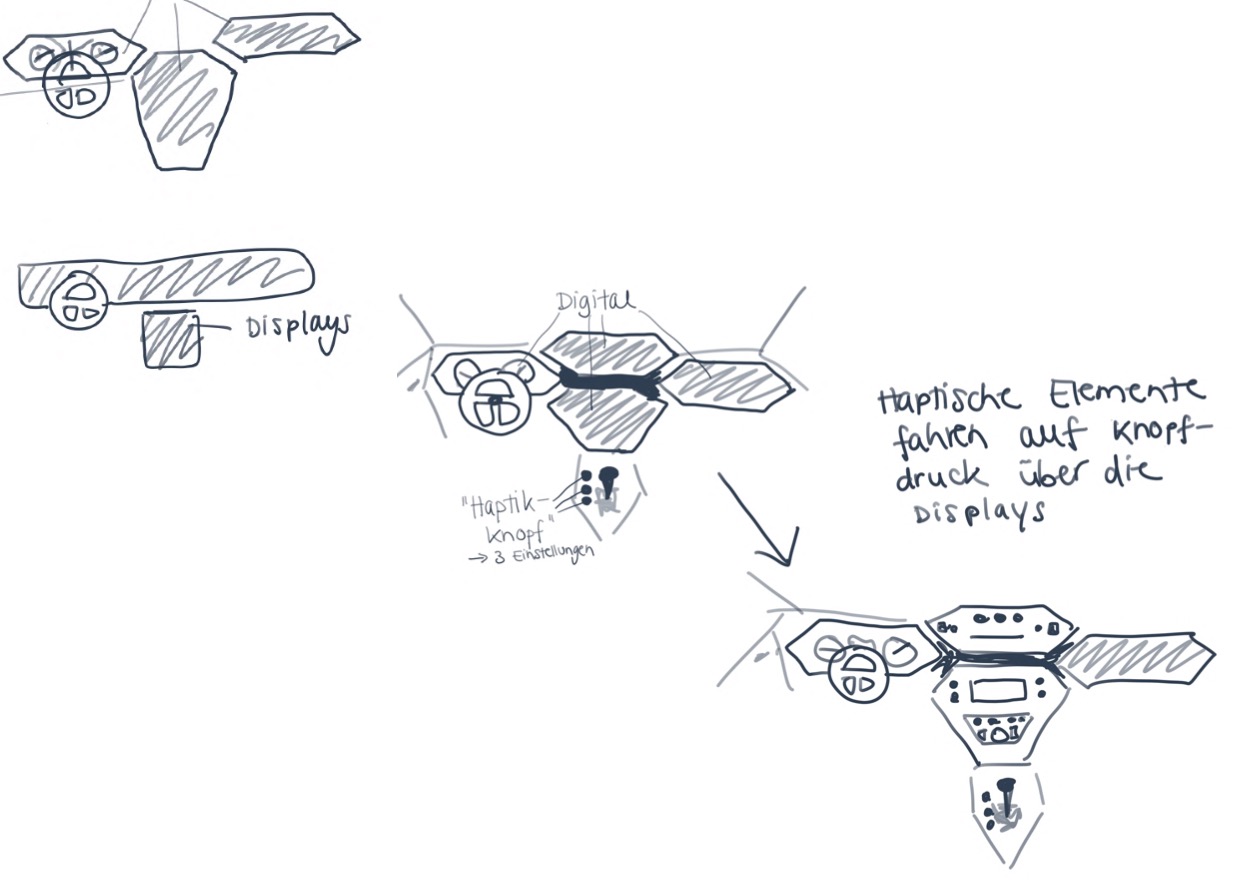 Displays
Digital
"Haptik-
knopf"
→ 3 Einstellungen
Haptische Elemente
fahren auf Knopf-
druck über die
Displays